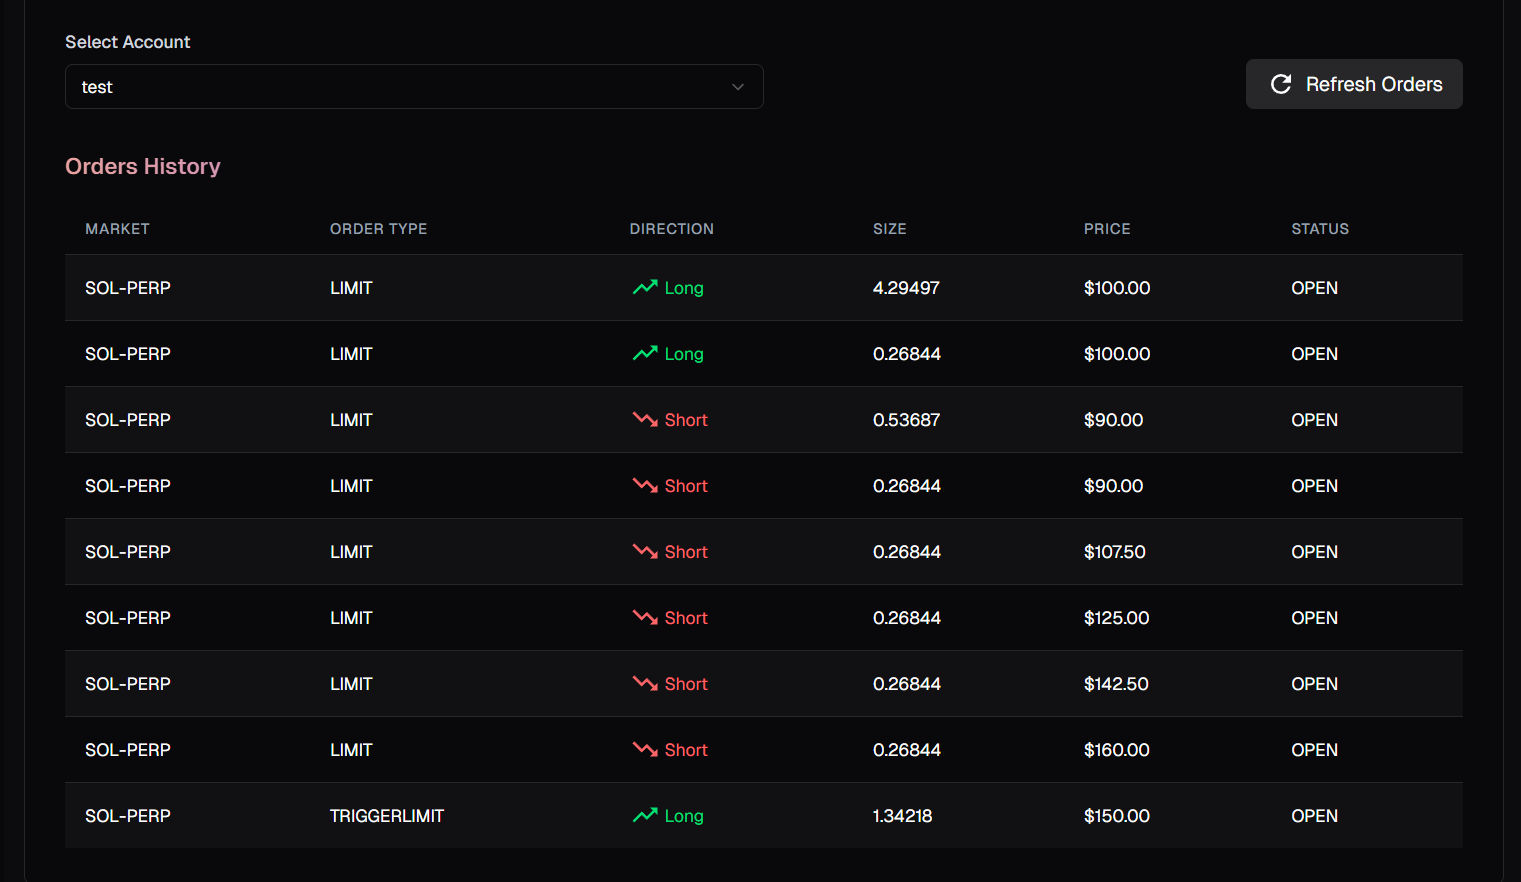 Select Account
test
Refresh Orders
Orders History
MARKET ORDER TYPE DIRECTION SIZE PRICE STATUS
SOL-PERP LIMIT Long 4.29497 $100.00 OPEN
SOL-PERP LIMIT Long 0.26844 $100.00 OPEN
SOL-PERP LIMIT Short 0.53687 $90.00 OPEN
SOL-PERP LIMIT Short 0.26844 $90.00 OPEN
SOL-PERP LIMIT Short 0.26844 $107.50 OPEN
SOL-PERP LIMIT Short 0.26844 $125.00 OPEN
SOL-PERP LIMIT Short 0.26844 $142.50 OPEN
SOL-PERP LIMIT Short 0.26844 $160.00 OPEN
SOL-PERP TRIGGERLIMIT Long 1.34218 $150.00 OPEN